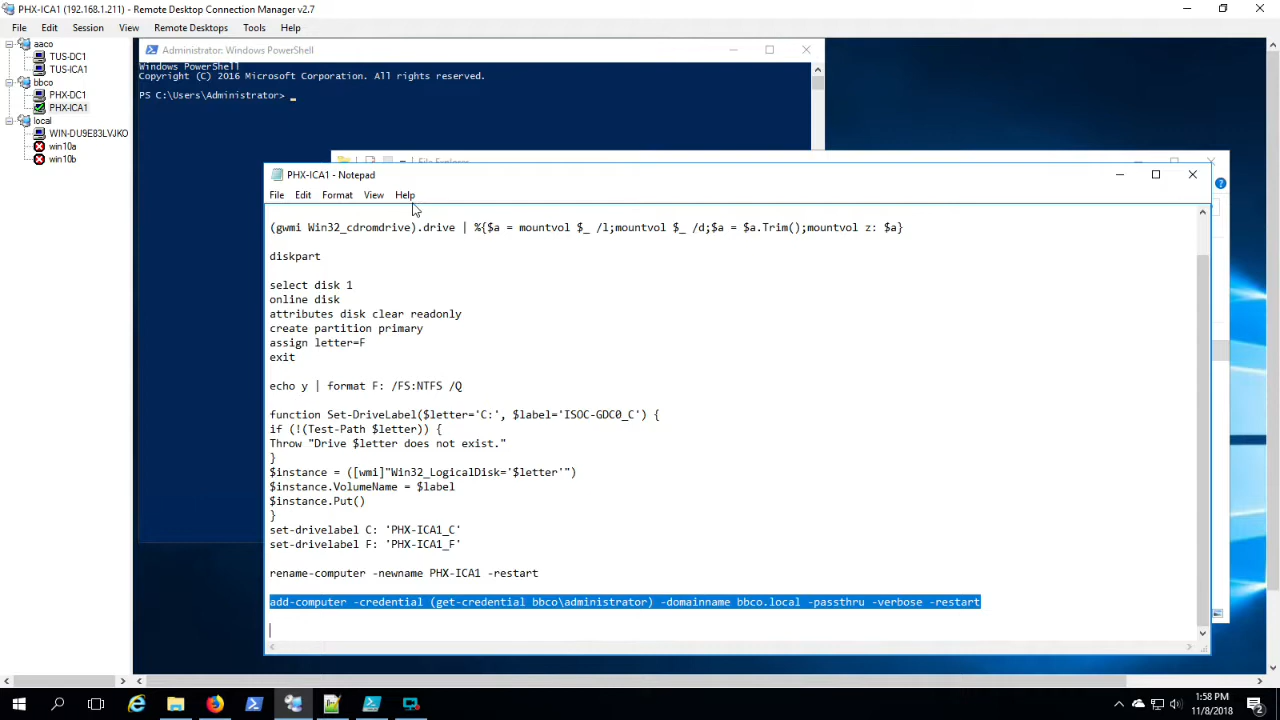 PHX-ICA1 (192.168.1.211) - Remote Desktop Connection Manager v2.7
File Edit Session View Remote Desktops Tools Help
aaco
TUS-DC1
TUS-ICA1
bbco
PHX-DC1
PHX-ICA1
local
WIN-DU9E83LVJKO
win10a
win10b
Administrator: Windows PowerShell
Windows PowerShell
Copyright (C) 2016 Microsoft Corporation. All rights reserved.
PS C:\Users\Administrator> _
File Explorer
PHX-ICA1 - Notepad
File Edit Format View Help
(gwmi Win32_cdromdrive).drive | %{$a = mountvol $_ /l;mountvol $_ /d;$a = $a.Trim();mountvol z: $a}
diskpart
select disk 1
online disk
attributes disk clear readonly
create partition primary
assign letter=F
exit
echo y | format F: /FS:NTFS /Q
function Set-DriveLabel($letter='C:', $label='ISOC-GDC0_C') {
if (!(Test-Path $letter)) {
Throw "Drive $letter does not exist."
}
$instance = ([wmi]"Win32_LogicalDisk='$letter'")
$instance.VolumeName = $label
$instance.Put()
}
set-drivelabel C: 'PHX-ICA1_C'
set-drivelabel F: 'PHX-ICA1_F'
rename-computer -newname PHX-ICA1 -restart
add-computer -credential (get-credential bbco\administrator) -domainname bbco.local -passthru -verbose -restart
1:58 PM
11/8/2018
2